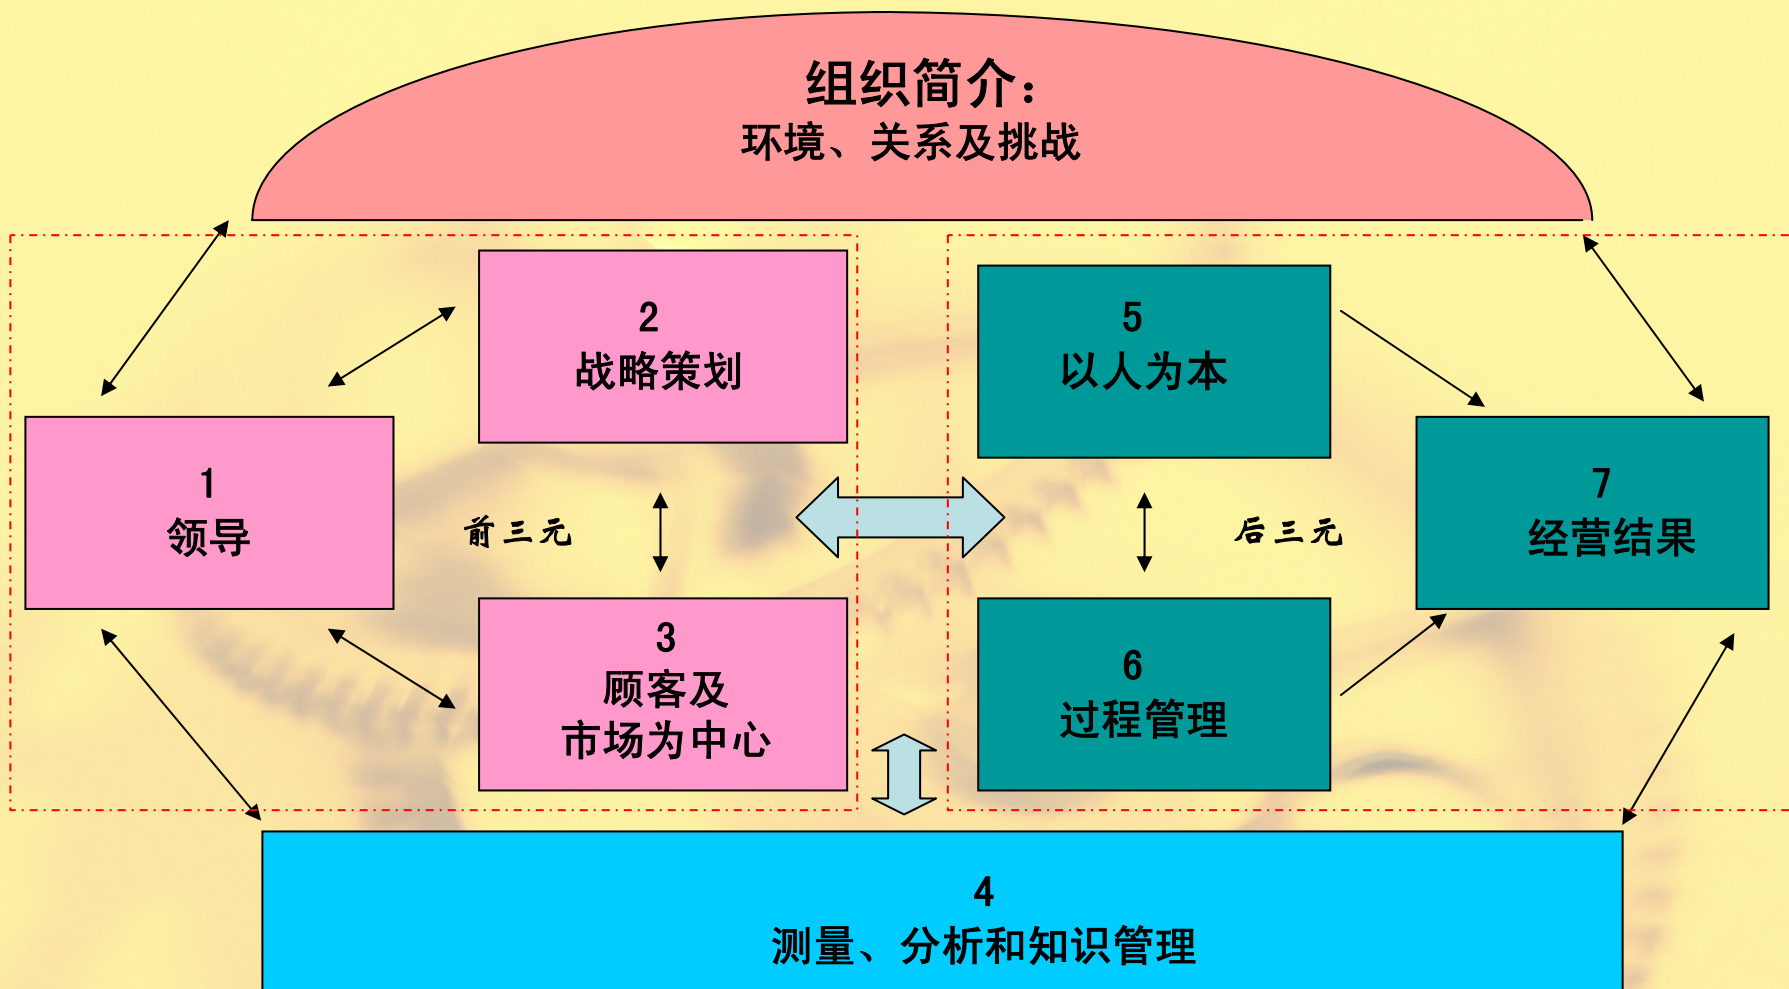 组织简介：
环境、关系及挑战
2
战略策划
5
以人为本
1
领导
前三元
后三元
7
经营结果
3
顾客及
市场为中心
6
过程管理
4
测量、分析和知识管理